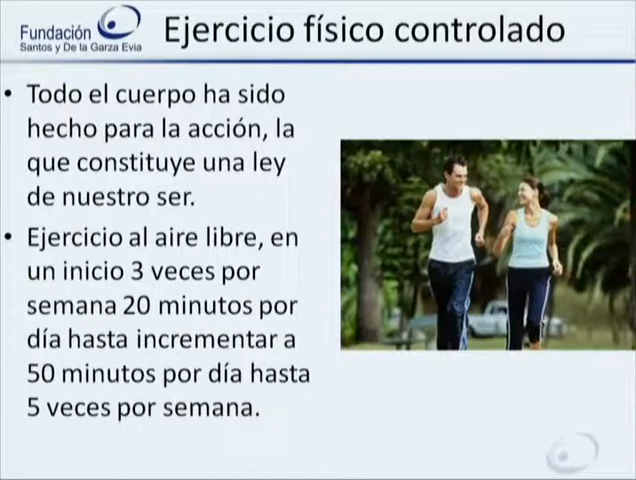 Fundación
Santos y De la Garza Evia
Ejercicio físico controlado
• Todo el cuerpo ha sido
hecho para la acción, la
que constituye una ley
de nuestro ser.
• Ejercicio al aire libre, en
un inicio 3 veces por
semana 20 minutos por
día hasta incrementar a
50 minutos por día hasta
5 veces por semana.